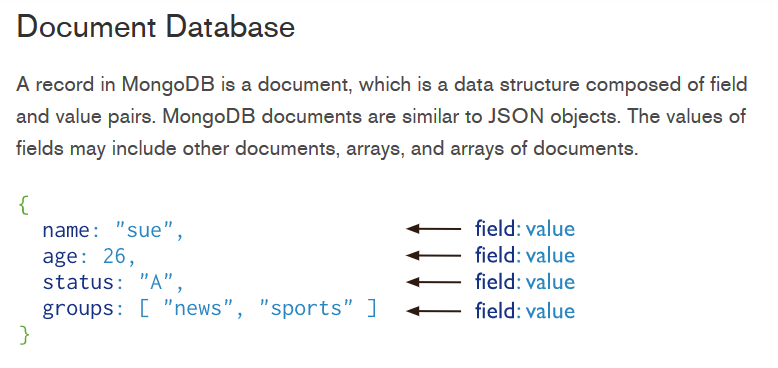 Document Database
A record in MongoDB is a document, which is a data structure composed of field
and value pairs. MongoDB documents are similar to JSON objects. The values of
fields may include other documents, arrays, and arrays of documents.
{
name: "sue", field: value
age: 26, field: value
status: "A", field: value
groups: [ "news", "sports" ] field: value
}